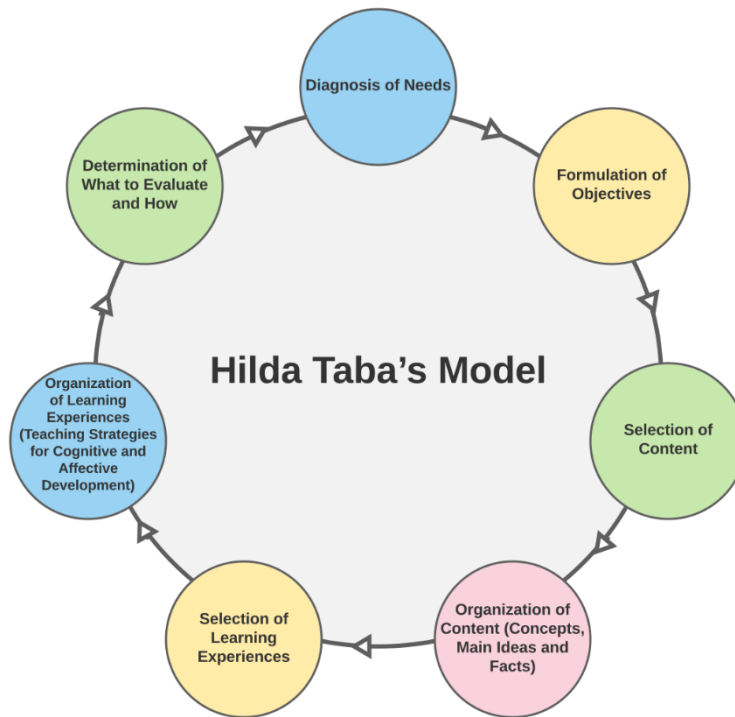 Diagnosis of Needs
Formulation of
Objectives
Selection of
Content
Organization of
Content (Concepts,
Main Ideas and
Facts)
Selection of
Learning
Experiences
Organization
of Learning
Experiences
(Teaching Strategies
for Cognitive and
Affective
Development)
Determination of
What to Evaluate
and How
Hilda Taba’s Model